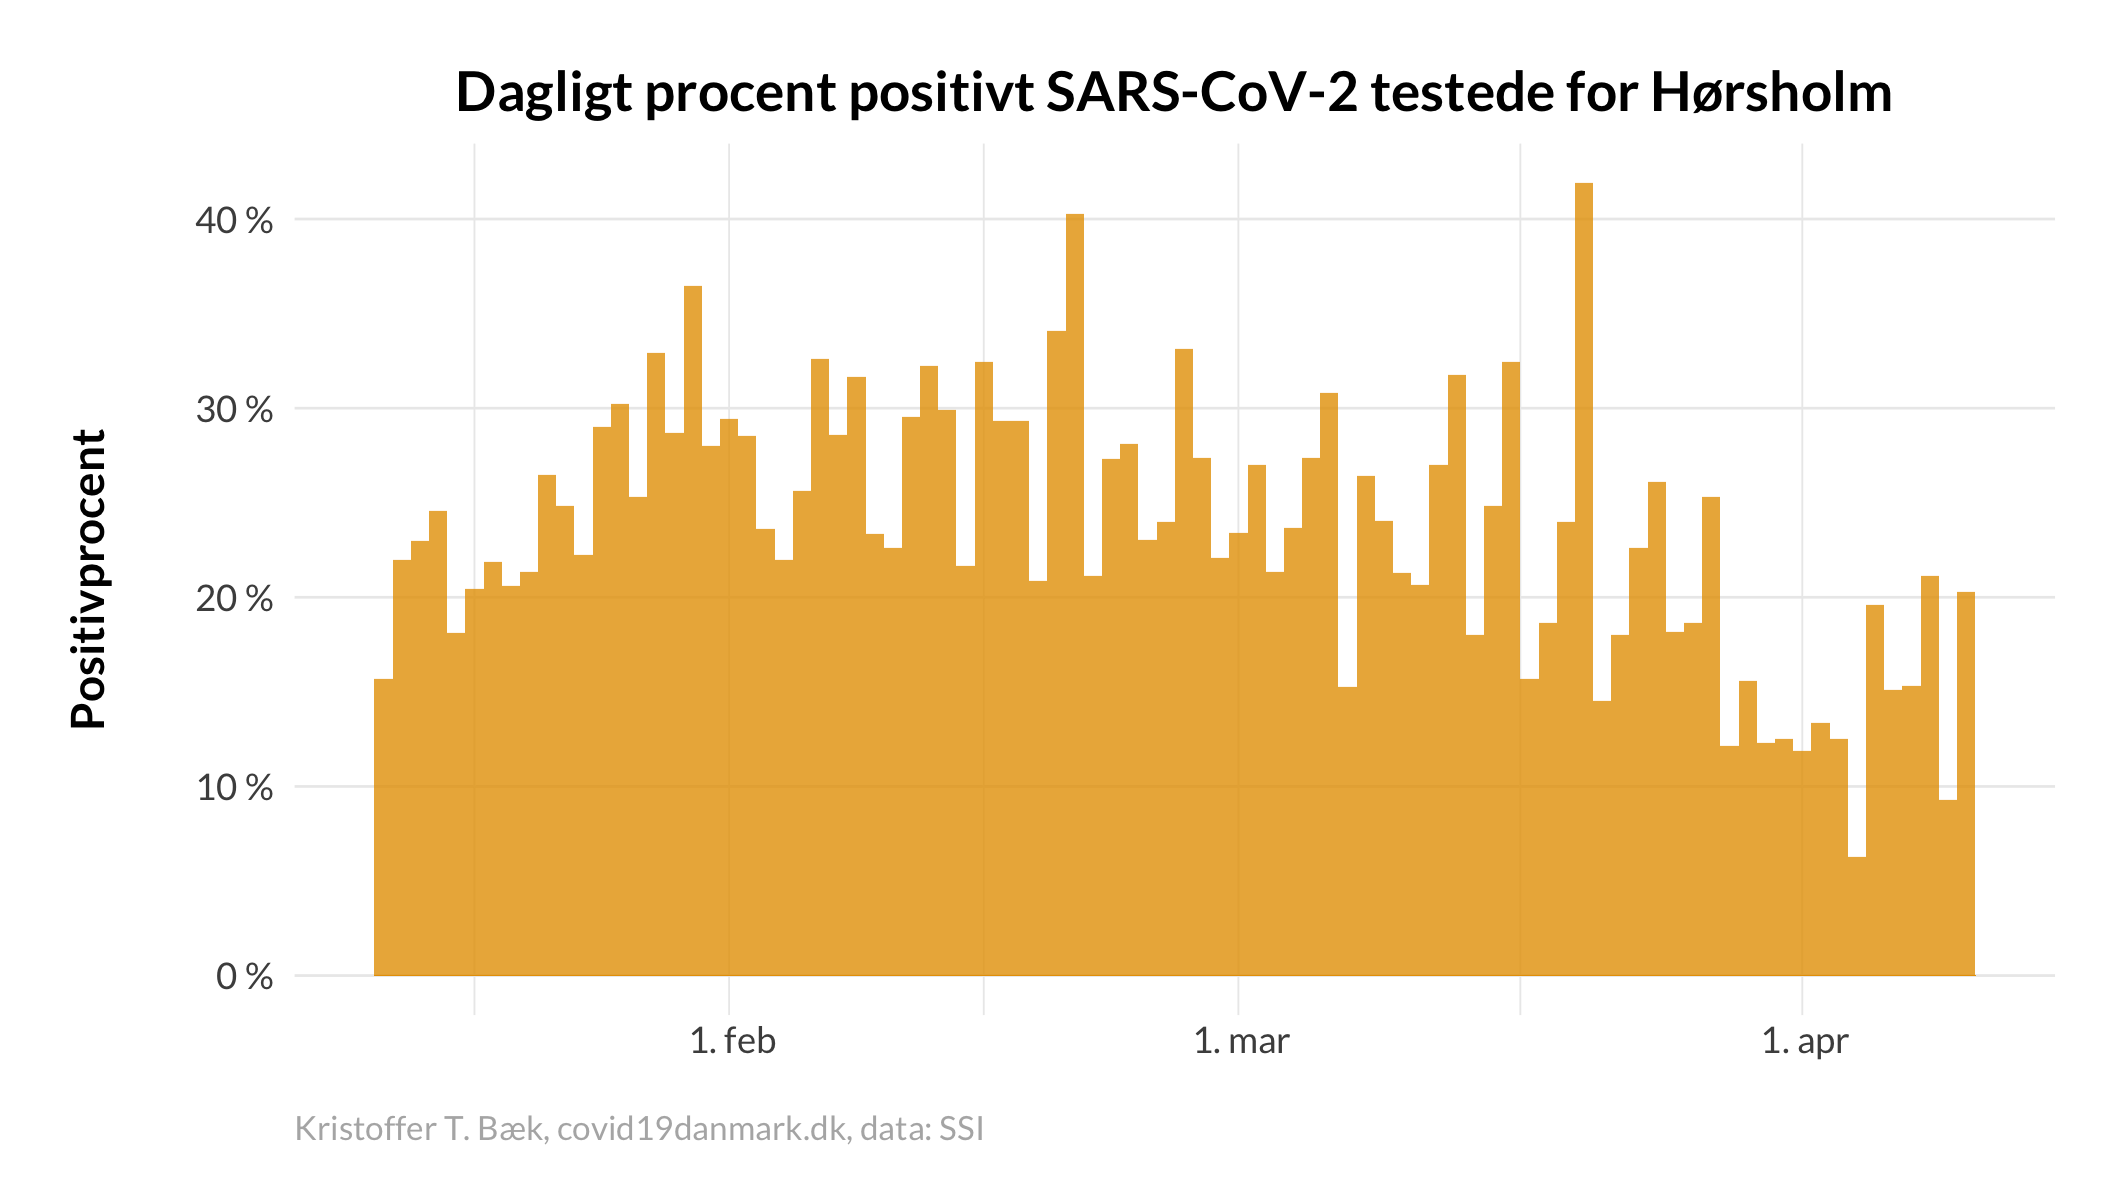 Dagligt procent positivt SARS-CoV-2 testede for Hørsholm
Positivprocent
40 %
30 %
20 %
10 %
0 %
1. feb
1. mar
1. apr
Kristoffer T. Bæk, covid19danmark.dk, data: SSI